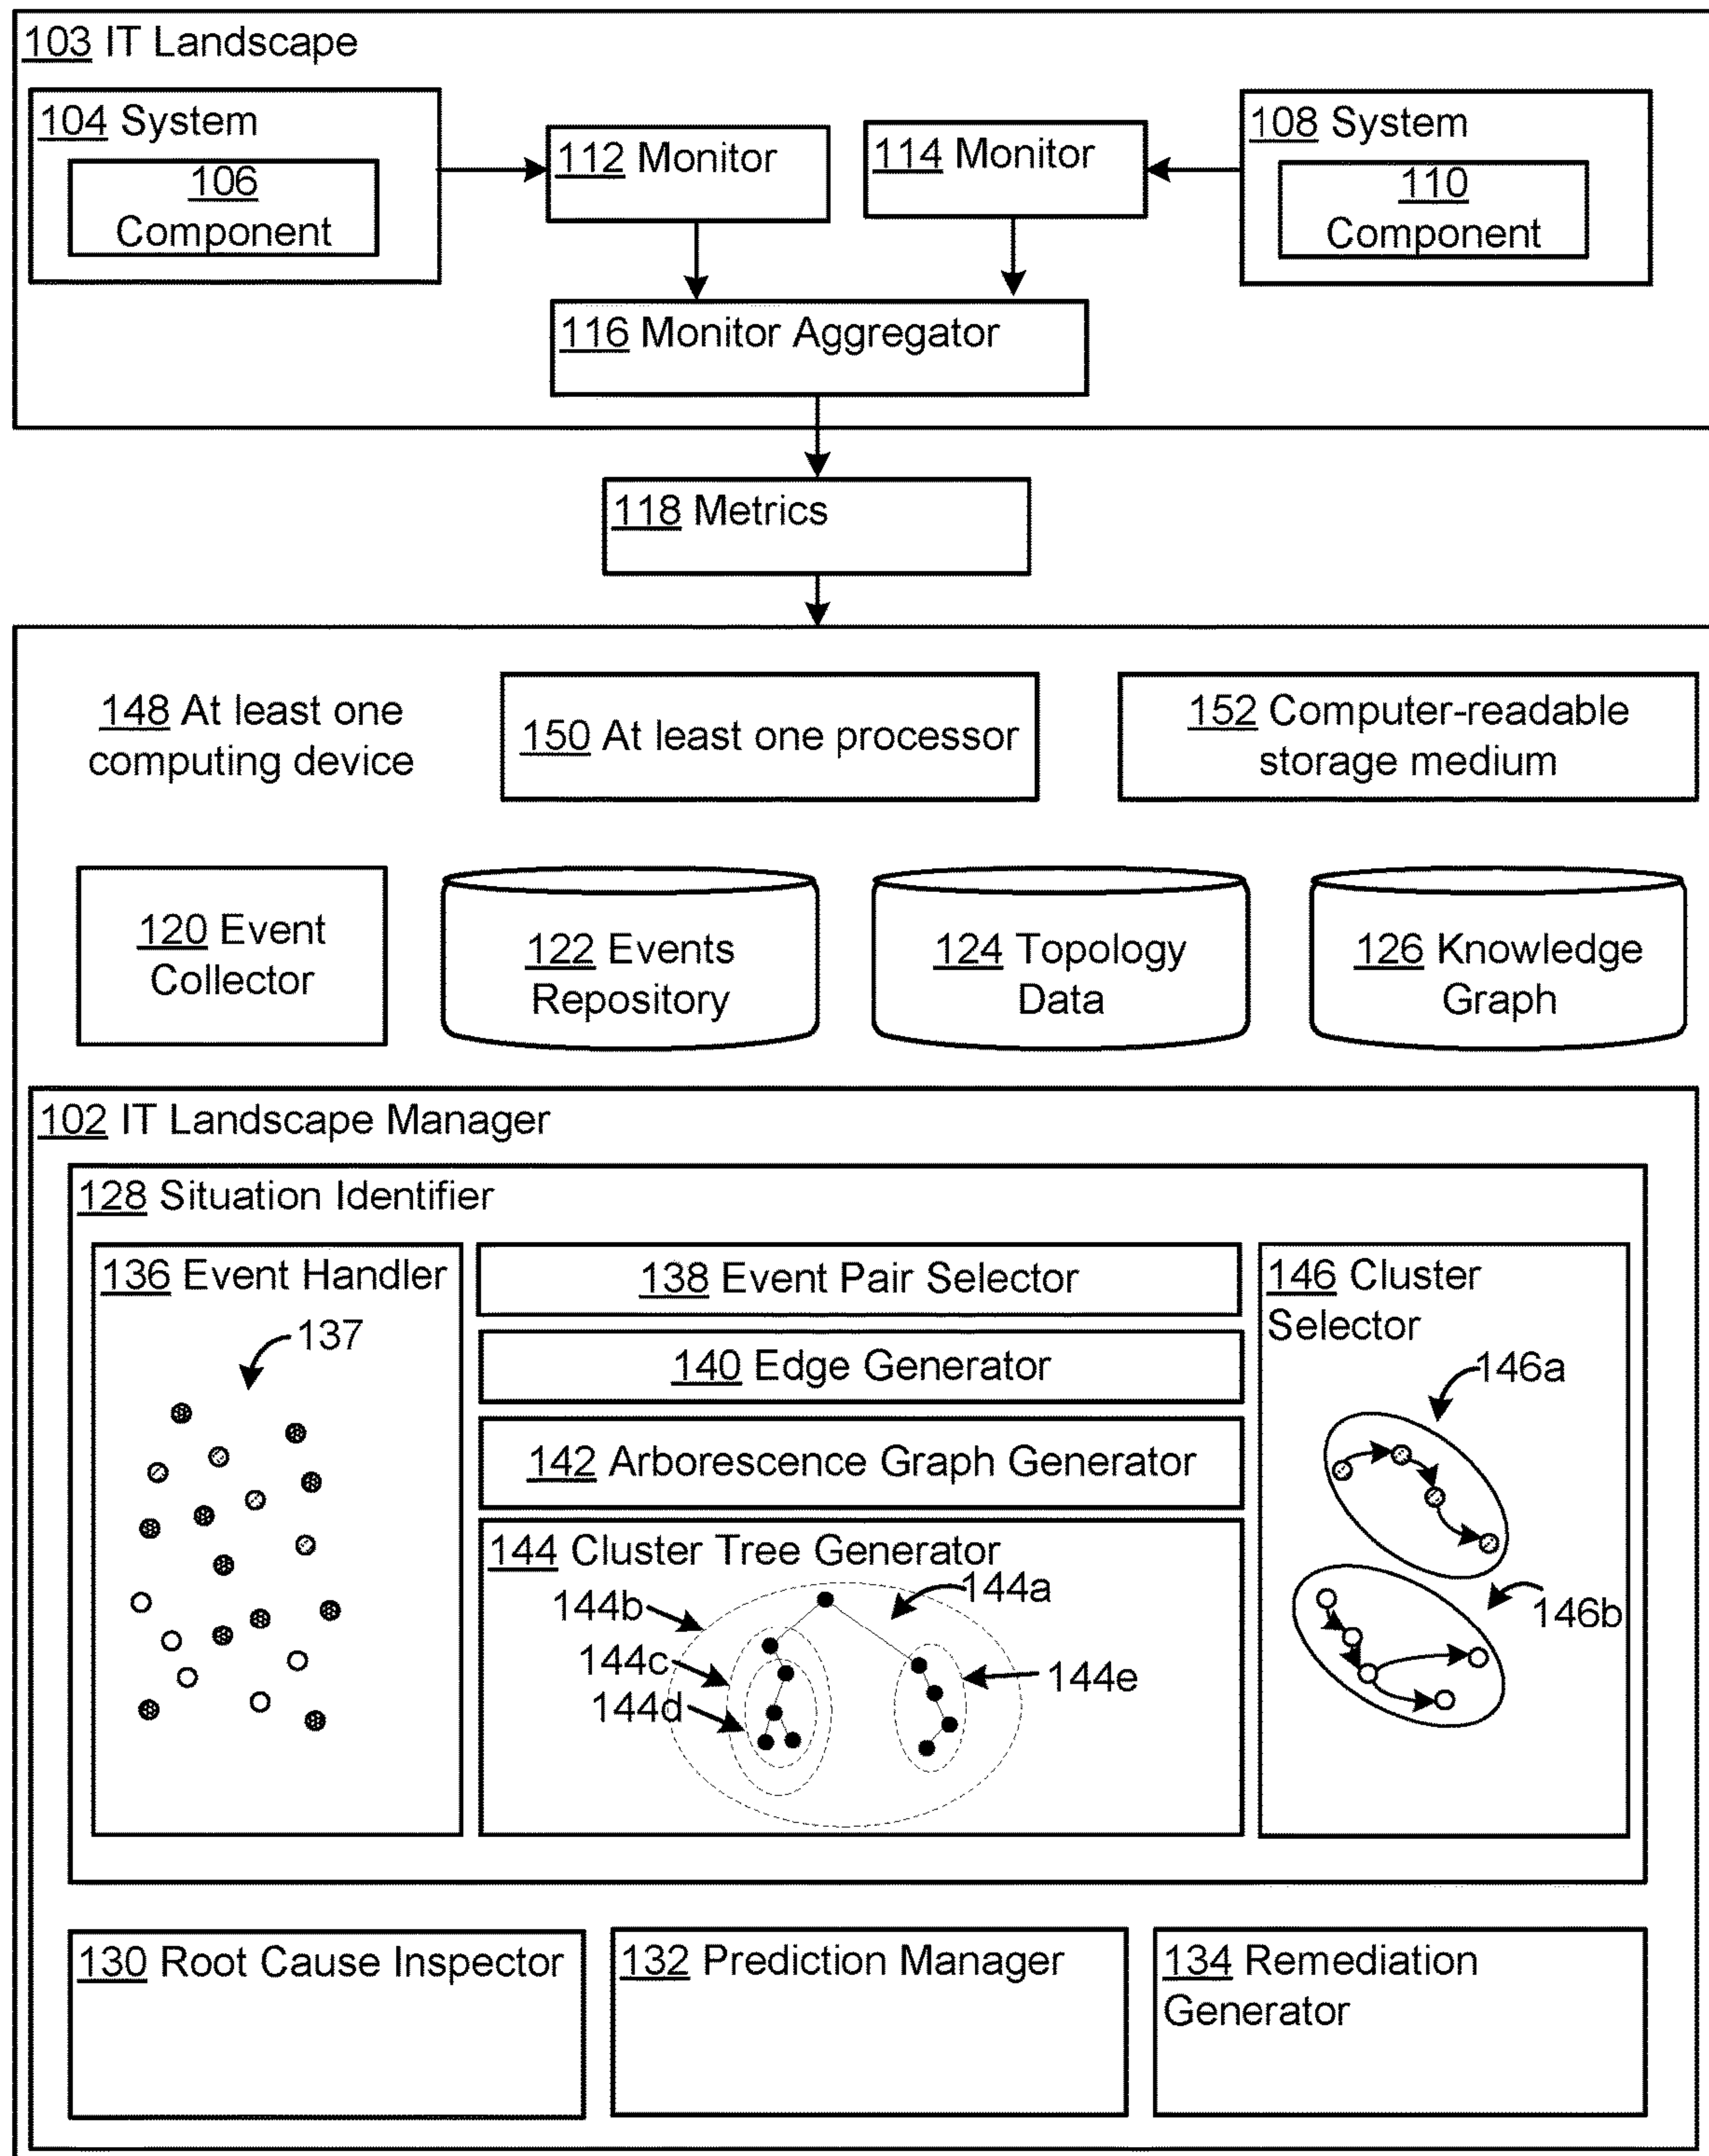 103 IT Landscape
104 System
106
Component
112 Monitor
114 Monitor
108 System
110
Component
116 Monitor Aggregator
118 Metrics
148 At least one
computing device
150 At least one processor
152 Computer-readable
storage medium
120 Event
Collector
122 Events
Repository
124 Topology
Data
126 Knowledge
Graph
102 IT Landscape Manager
128 Situation Identifier
136 Event Handler
137
138 Event Pair Selector
140 Edge Generator
142 Arborescence Graph Generator
144 Cluster Tree Generator
144a
144b
144c
144d
144e
146 Cluster
Selector
146a
146b
130 Root Cause Inspector
132 Prediction Manager
134 Remediation
Generator